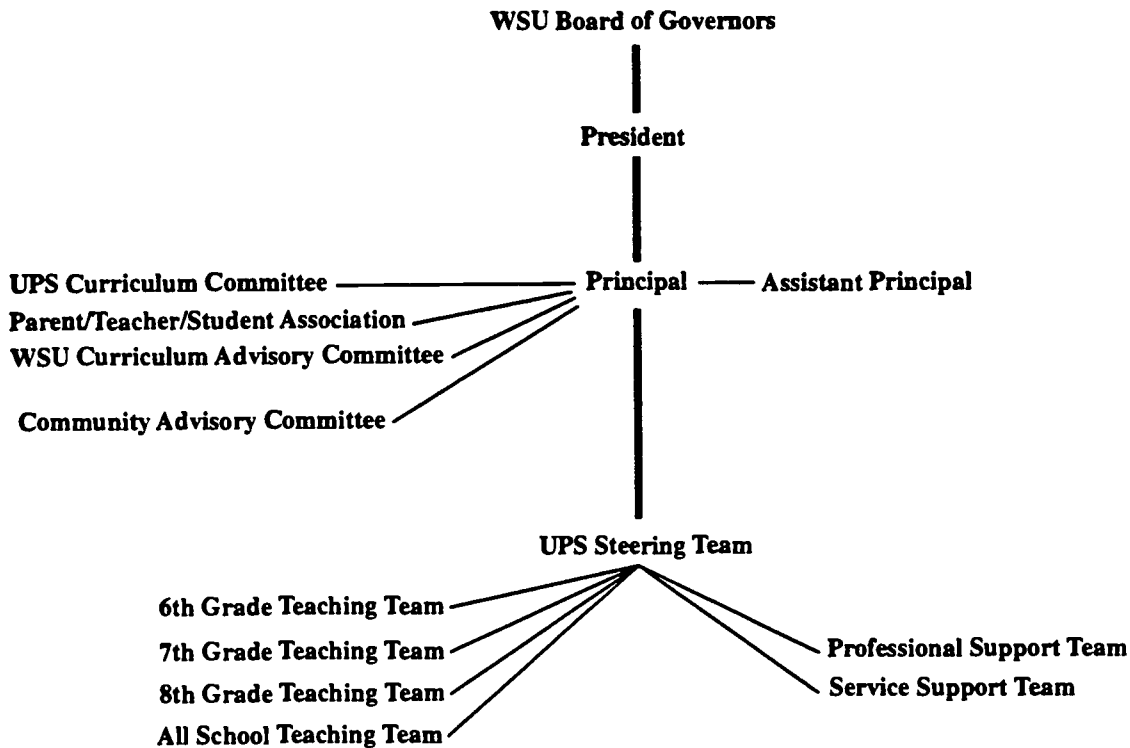 WSU Board of Governors
President
UPS Curriculum Committee
Principal
Assistant Principal
Parent/Teacher/Student Association
WSU Curriculum Advisory Committee
Community Advisory Committee
UPS Steering Team
6th Grade Teaching Team
7th Grade Teaching Team
8th Grade Teaching Team
All School Teaching Team
Professional Support Team
Service Support Team